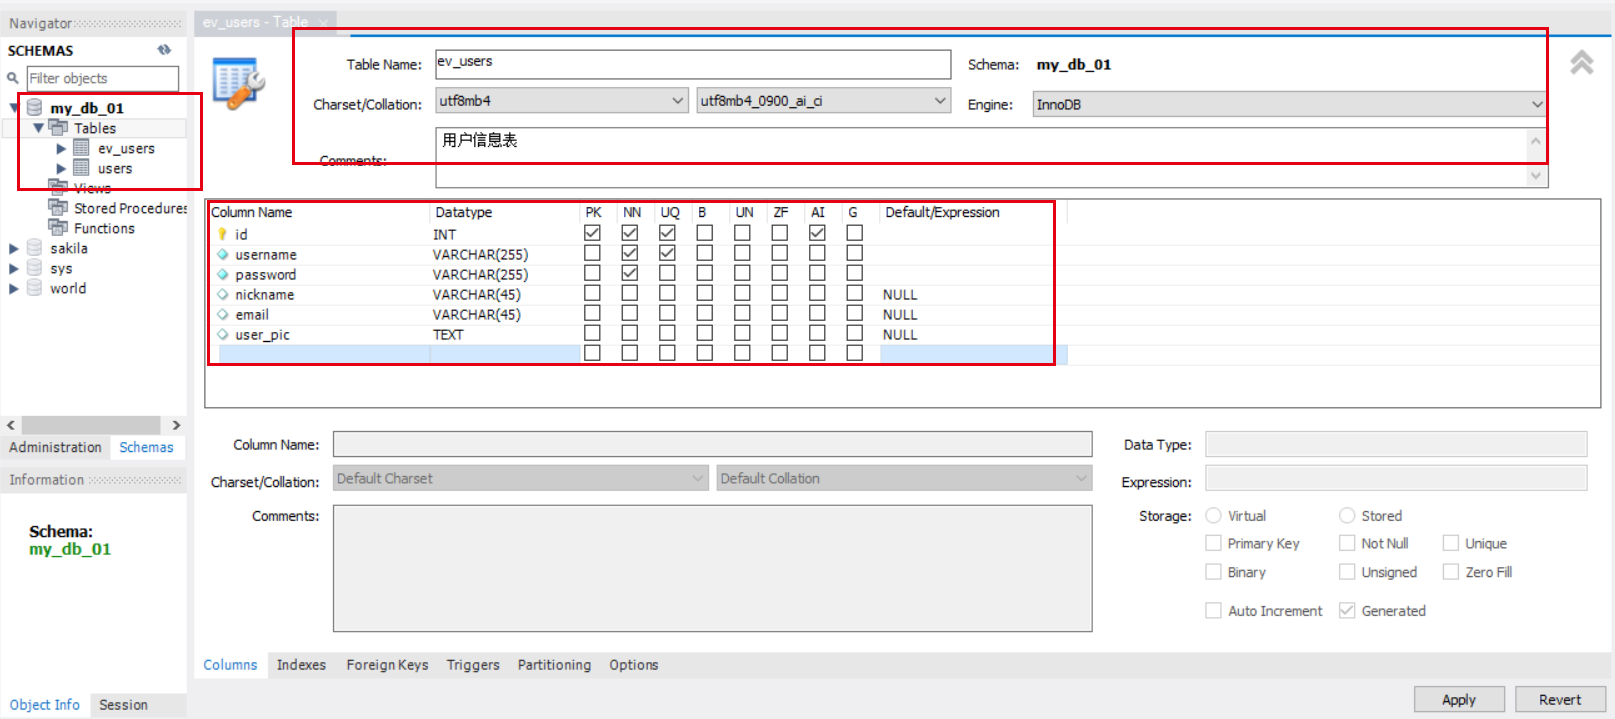 Navigator
SCHEMAS
Filter objects
my_db_01
Tables
ev_users
users
Views
Stored Procedures
Functions
sakila
sys
world
Administration Schemas
Information
Schema:
my_db_01
Object Info Session
ev_users - Table ×
Table Name: ev_users Schema: my_db_01
Charset/Collation: utf8mb4 utf8mb4_0900_ai_ci Engine: InnoDB
用户信息表
Comments:
Column Name Datatype PK NN UQ B UN ZF AI G Default/Expression
id INT
username VARCHAR(255)
password VARCHAR(255)
nickname VARCHAR(45) NULL
email VARCHAR(45) NULL
user_pic TEXT NULL
Column Name: Data Type:
Charset/Collation: Default Charset Default Collation Expression:
Comments: Storage: Virtual Stored
Primary Key Not Null Unique
Binary Unsigned Zero Fill
Auto Increment Generated
Columns Indexes Foreign Keys Triggers Partitioning Options
Apply Revert